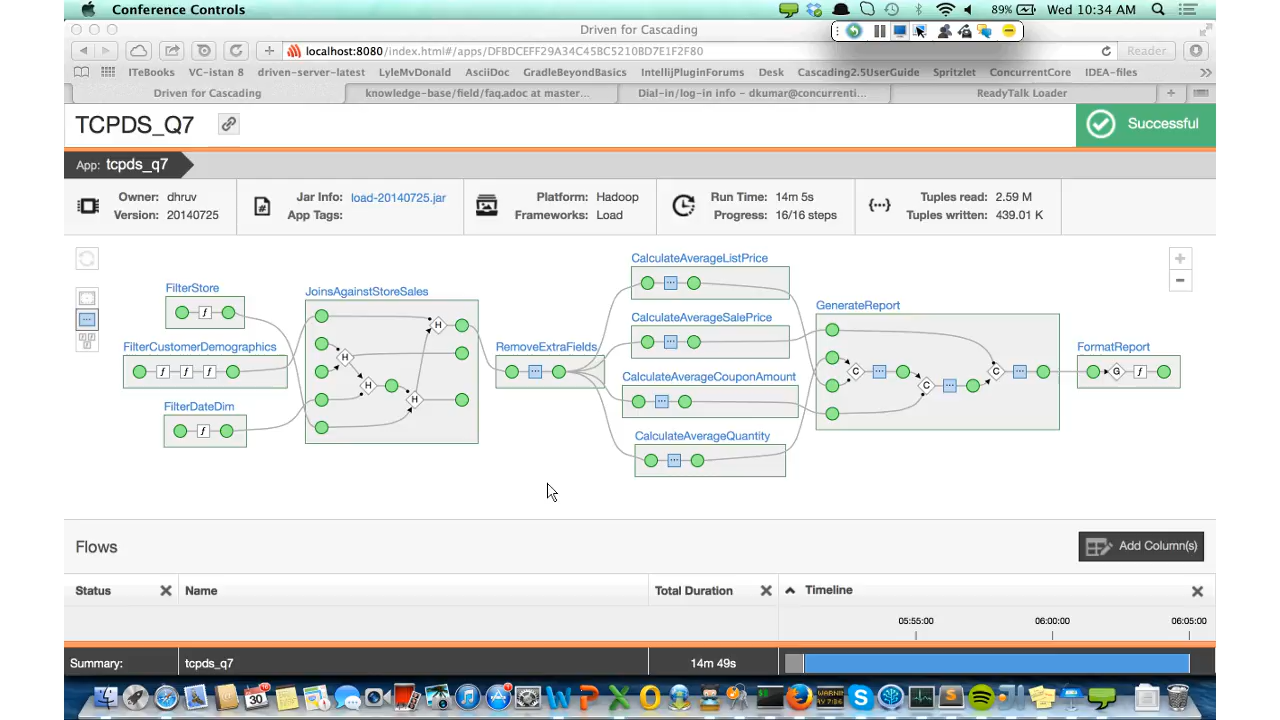 Conference Controls
89%
Wed 10:34 AM
Driven for Cascading
localhost:8080/index.html#/apps/DFBDCEFF29A34C45BC5210BD7E1F2F80
Reader
ITeBooks
VC-istan 8
driven-server-latest
LyleMvDonald
AsciiDoc
GradleBeyondBasics
IntellijPluginForums
Desk
Cascading2.5UserGuide
Spritzlet
ConcurrentCore
IDEA-files
Driven for Cascading
knowledge-base/field/faq.adoc at master...
Dial-in/log-in info - dkumar@concurrenti...
ReadyTalk Loader
TCPDS_Q7
Successful
App: tcpds_q7
Owner: dhruv
Version: 20140725
Jar Info: load-20140725.jar
App Tags:
Platform: Hadoop
Frameworks: Load
Run Time: 14m 5s
Progress: 16/16 steps
Tuples read: 2.59 M
Tuples written: 439.01 K
FilterStore
f
FilterCustomerDemographics
f f f
FilterDateDim
f
JoinsAgainstStoreSales
H
H
H
H
RemoveExtraFields
CalculateAverageListPrice
CalculateAverageSalePrice
CalculateAverageCouponAmount
CalculateAverageQuantity
GenerateReport
C
C
C
FormatReport
G f
Flows
Add Column(s)
Status
Name
Total Duration
Timeline
05:55:00
06:00:00
06:05:00
Summary:
tcpds_q7
14m 49s